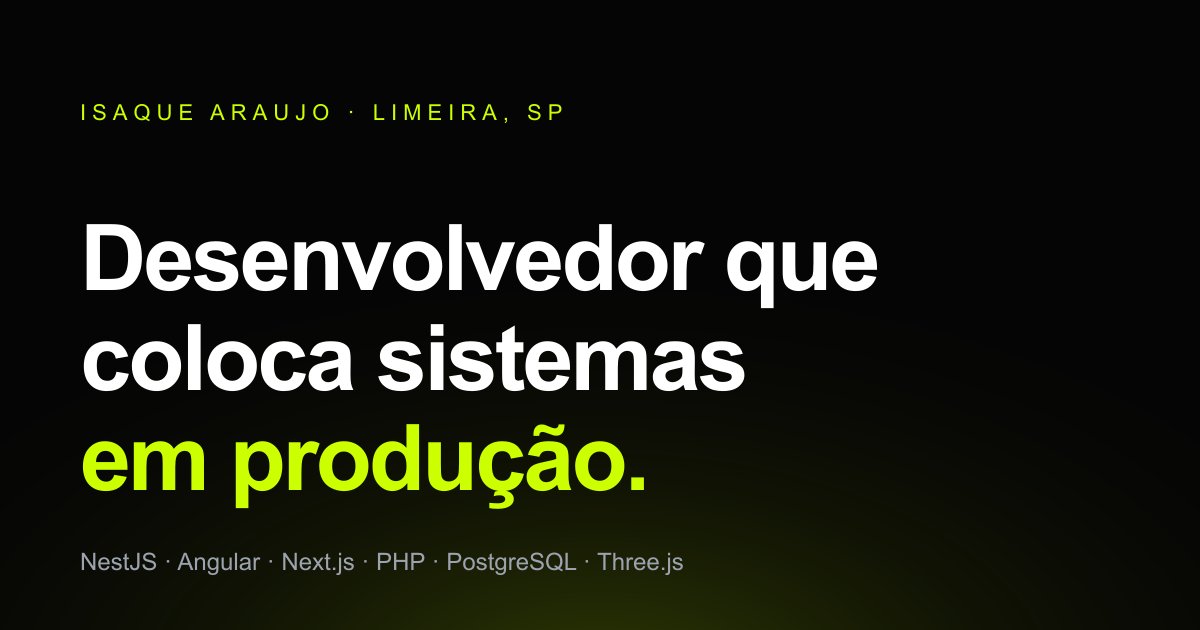 ISAQUE ARAUJO · LIMEIRA, SP
Desenvolvedor que
coloca sistemas
em produção.
NestJS · Angular · Next.js · PHP · PostgreSQL · Three.js